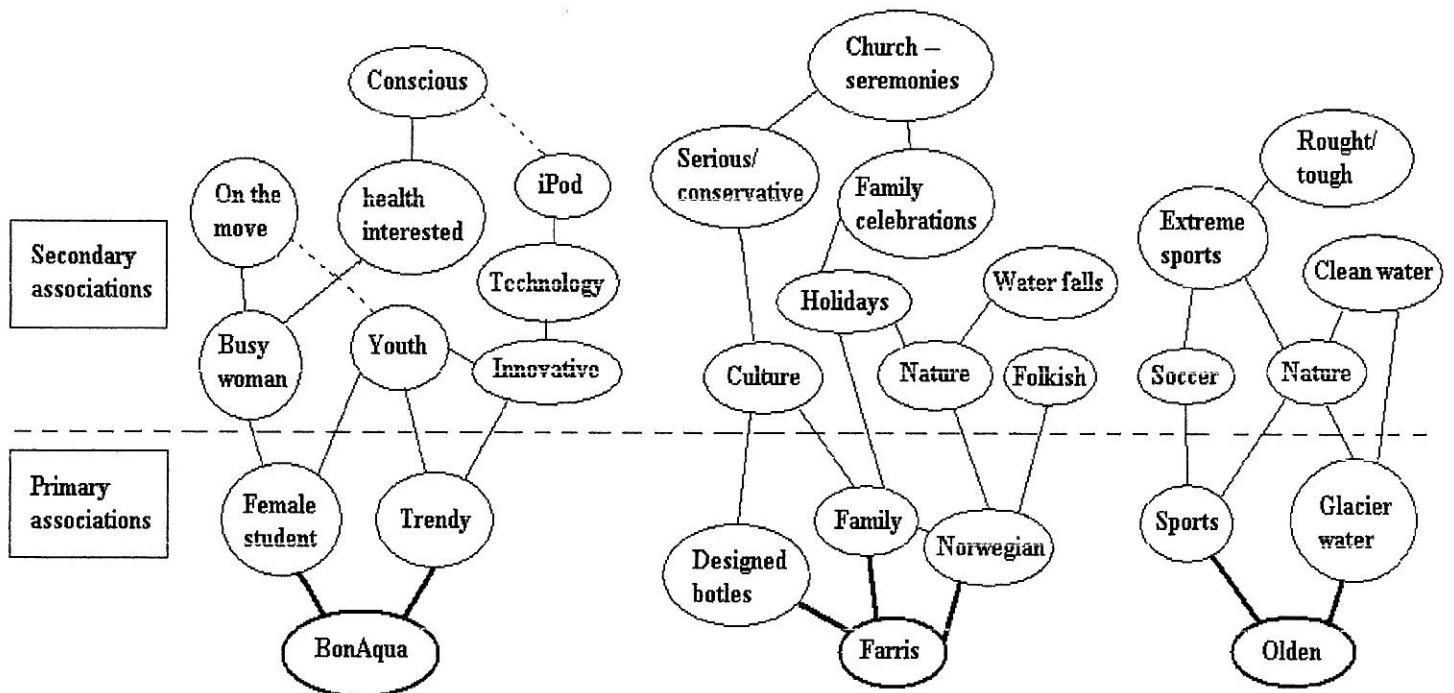 Church –
seremonies
Conscious
Rought/
tough
Serious/
conservative
iPod
Family
celebrations
On the
move
health
interested
Extreme
sports
Secondary
associations
Clean water
Technology
Water falls
Holidays
Busy
woman
Youth
Innovative
Culture
Nature
Folkish
Soccer
Nature
Primary
associations
Female
student
Trendy
Family
Sports
Glacier
water
Norwegian
Designed
botles
BonAqua
Farris
Olden